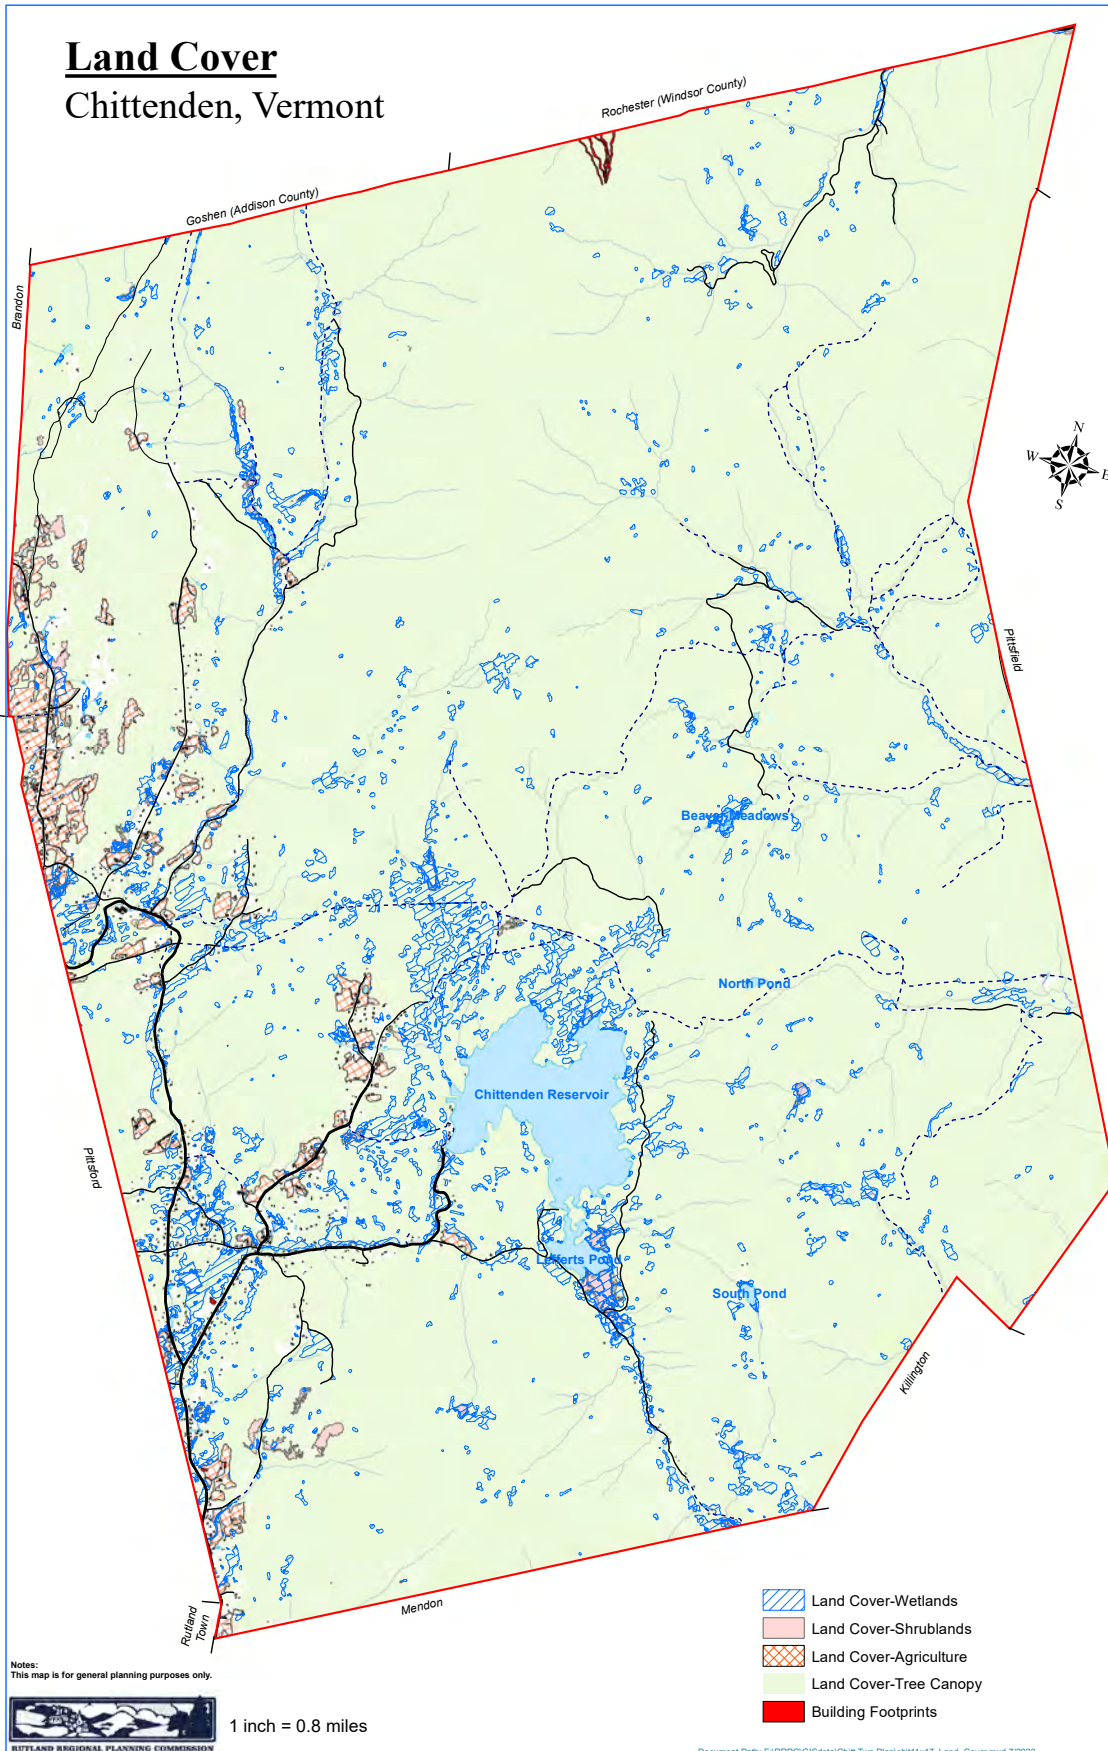 Land Cover
Chittenden, Vermont
Rochester (Windsor County)
Goshen (Addison County)
Brandon
N
W
E
S
Pittsfield
Beaver Meadows
North Pond
Chittenden Reservoir
Pittsford
Lefferts Pond
South Pond
Killington
Mendon
Rutland
Town
Land Cover-Wetlands
Land Cover-Shrublands
Land Cover-Agriculture
Land Cover-Tree Canopy
Building Footprints
Notes:
This map is for general planning purposes only.
1 inch = 0.8 miles
RUTLAND REGIONAL PLANNING COMMISSION